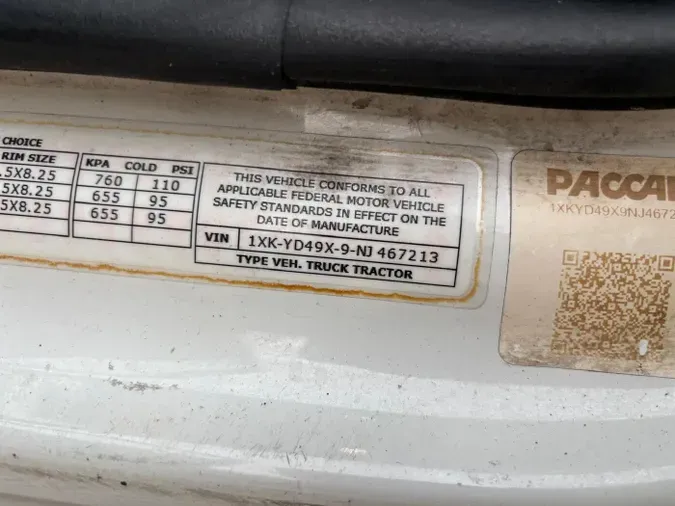 CHOICE
RIM SIZE
.5X8.25
.5X8.25
5X8.25
KPA COLD PSI
760 110
655 95
655 95
THIS VEHICLE CONFORMS TO ALL
APPLICABLE FEDERAL MOTOR VEHICLE
SAFETY STANDARDS IN EFFECT ON THE
DATE OF MANUFACTURE
VIN 1XK-YD49X-9-NJ 467213
TYPE VEH. TRUCK TRACTOR
PACCA
1XKYD49X9NJ4672